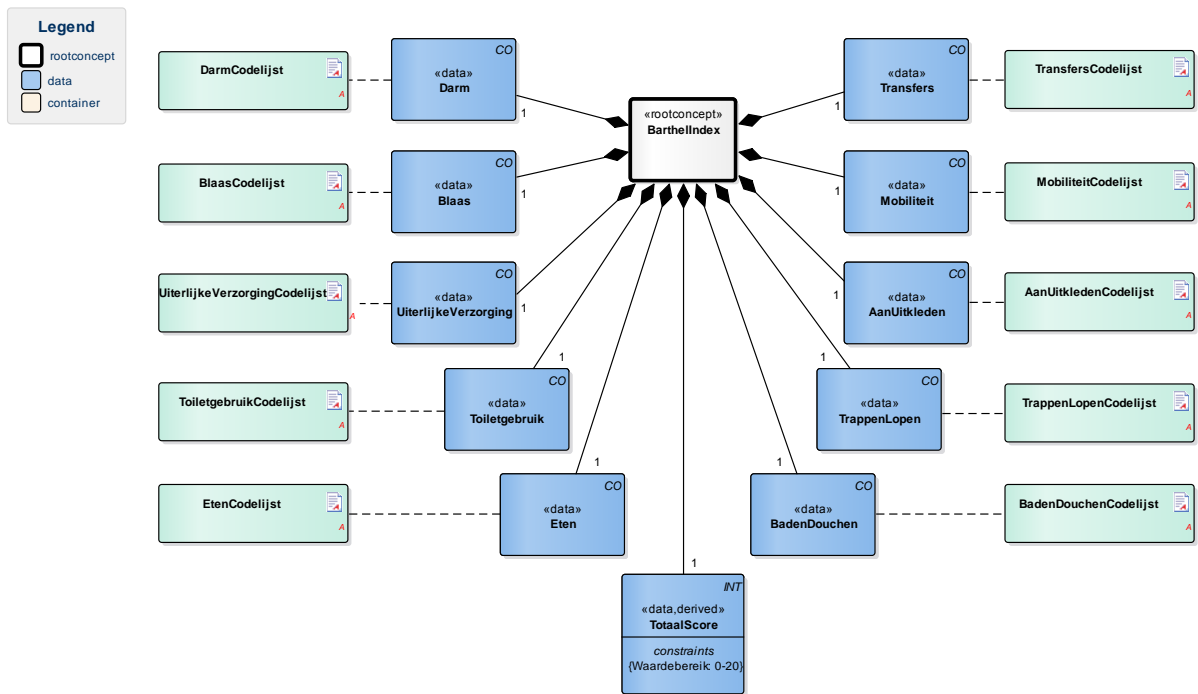 Legend
rootconcept
data
container
DarmCodelijst
A
CO
«data»
Darm
1
«rootconcept»
BarthelIndex
CO
«data»
Transfers
1
TransfersCodelijst
A
BlaasCodelijst
A
CO
«data»
Blaas
1
CO
«data»
Mobiliteit
1
MobiliteitCodelijst
A
UiterlijkeVerzorgingCodelijst
A
CO
«data»
UiterlijkeVerzorging
1
CO
«data»
AanUitkleden
1
AanUitkledenCodelijst
A
ToiletgebruikCodelijst
A
CO
«data»
Toiletgebruik
1
CO
«data»
TrappenLopen
1
TrappenLopenCodelijst
A
EtenCodelijst
A
CO
«data»
Eten
1
CO
«data»
BadenDouchen
1
BadenDouchenCodelijst
A
1
INT
«data,derived»
TotaalScore
constraints
{Waardebereik: 0-20}